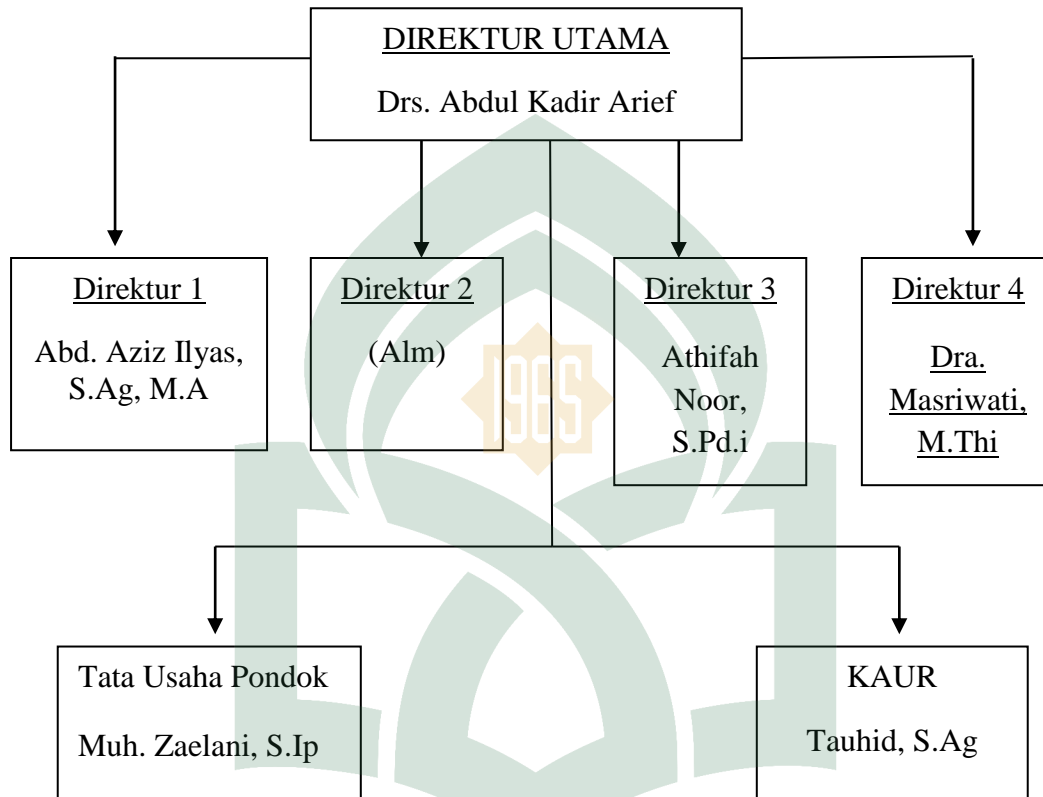 DIREKTUR UTAMA
Drs. Abdul Kadir Arief
Direktur 1
Abd. Aziz Ilyas,
S.Ag, M.A
Direktur 2
(Alm)
Direktur 3
Athifah
Noor,
S.Pd.i
Direktur 4
Dra.
Masriwati,
M.Thi
1965
Tata Usaha Pondok
Muh. Zaelani, S.Ip
KAUR
Tauhid, S.Ag